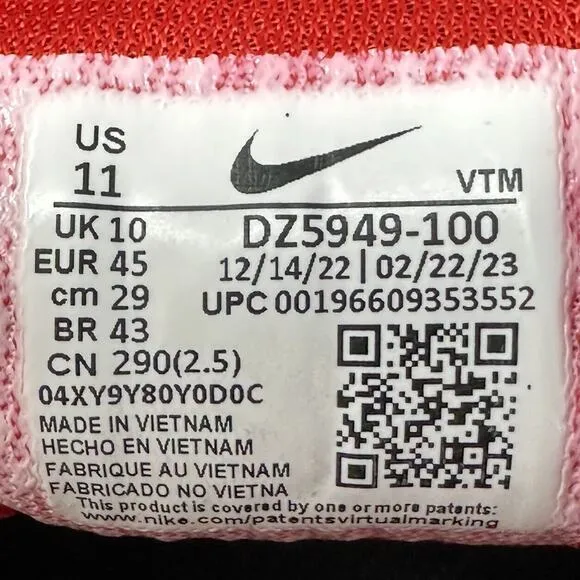 US
11
VTM
UK 10
DZ5949-100
EUR 45
12/14/22 | 02/22/23
cm 29
UPC 00196609353552
BR 43
CN 290(2.5)
04XY9Y80Y0D0C
MADE IN VIETNAM
HECHO EN VIETNAM
FABRIQUE AU VIETNAM
FABRICADO NO VIETNA
This product is covered by one or more patents:
www.nike.com/patentsvirtualmarking